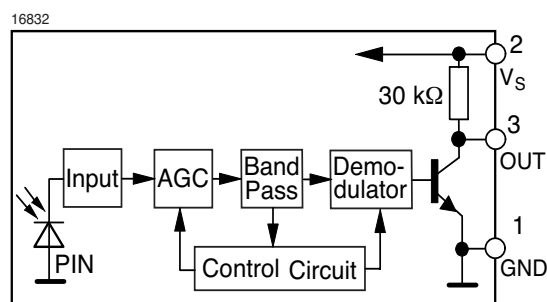 16832
2
V_S
30 kΩ
3
OUT
Input
AGC
Band
Pass
Demo-
dulator
1
GND
PIN
Control Circuit